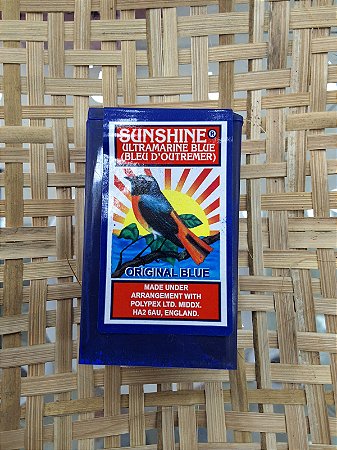 SUNSHINE®
ULTRAMARINE BLUE
(BLEU D'OUTREMER)
ORIGINAL BLUE
MADE UNDER
ARRANGEMENT WITH
POLYPEX LTD. MIDDX.
HA2 6AU, ENGLAND.